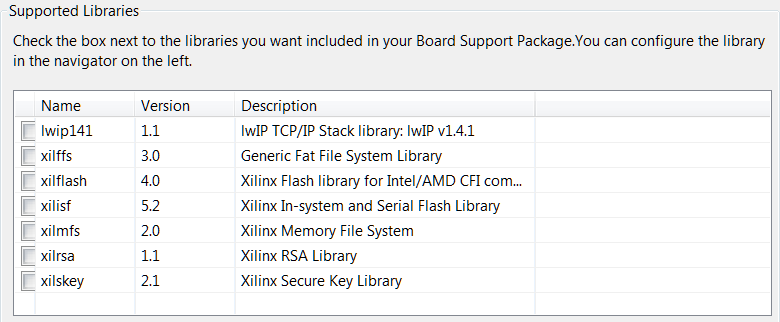 Supported Libraries
Check the box next to the libraries you want included in your Board Support Package.You can configure the library
in the navigator on the left.
Name Version Description
lwip141 1.1 lwIP TCP/IP Stack library: lwIP v1.4.1
xilffs 3.0 Generic Fat File System Library
xilflash 4.0 Xilinx Flash library for Intel/AMD CFI com...
xilisf 5.2 Xilinx In-system and Serial Flash Library
xilmfs 2.0 Xilinx Memory File System
xilrsa 1.1 Xilinx RSA Library
xilskey 2.1 Xilinx Secure Key Library